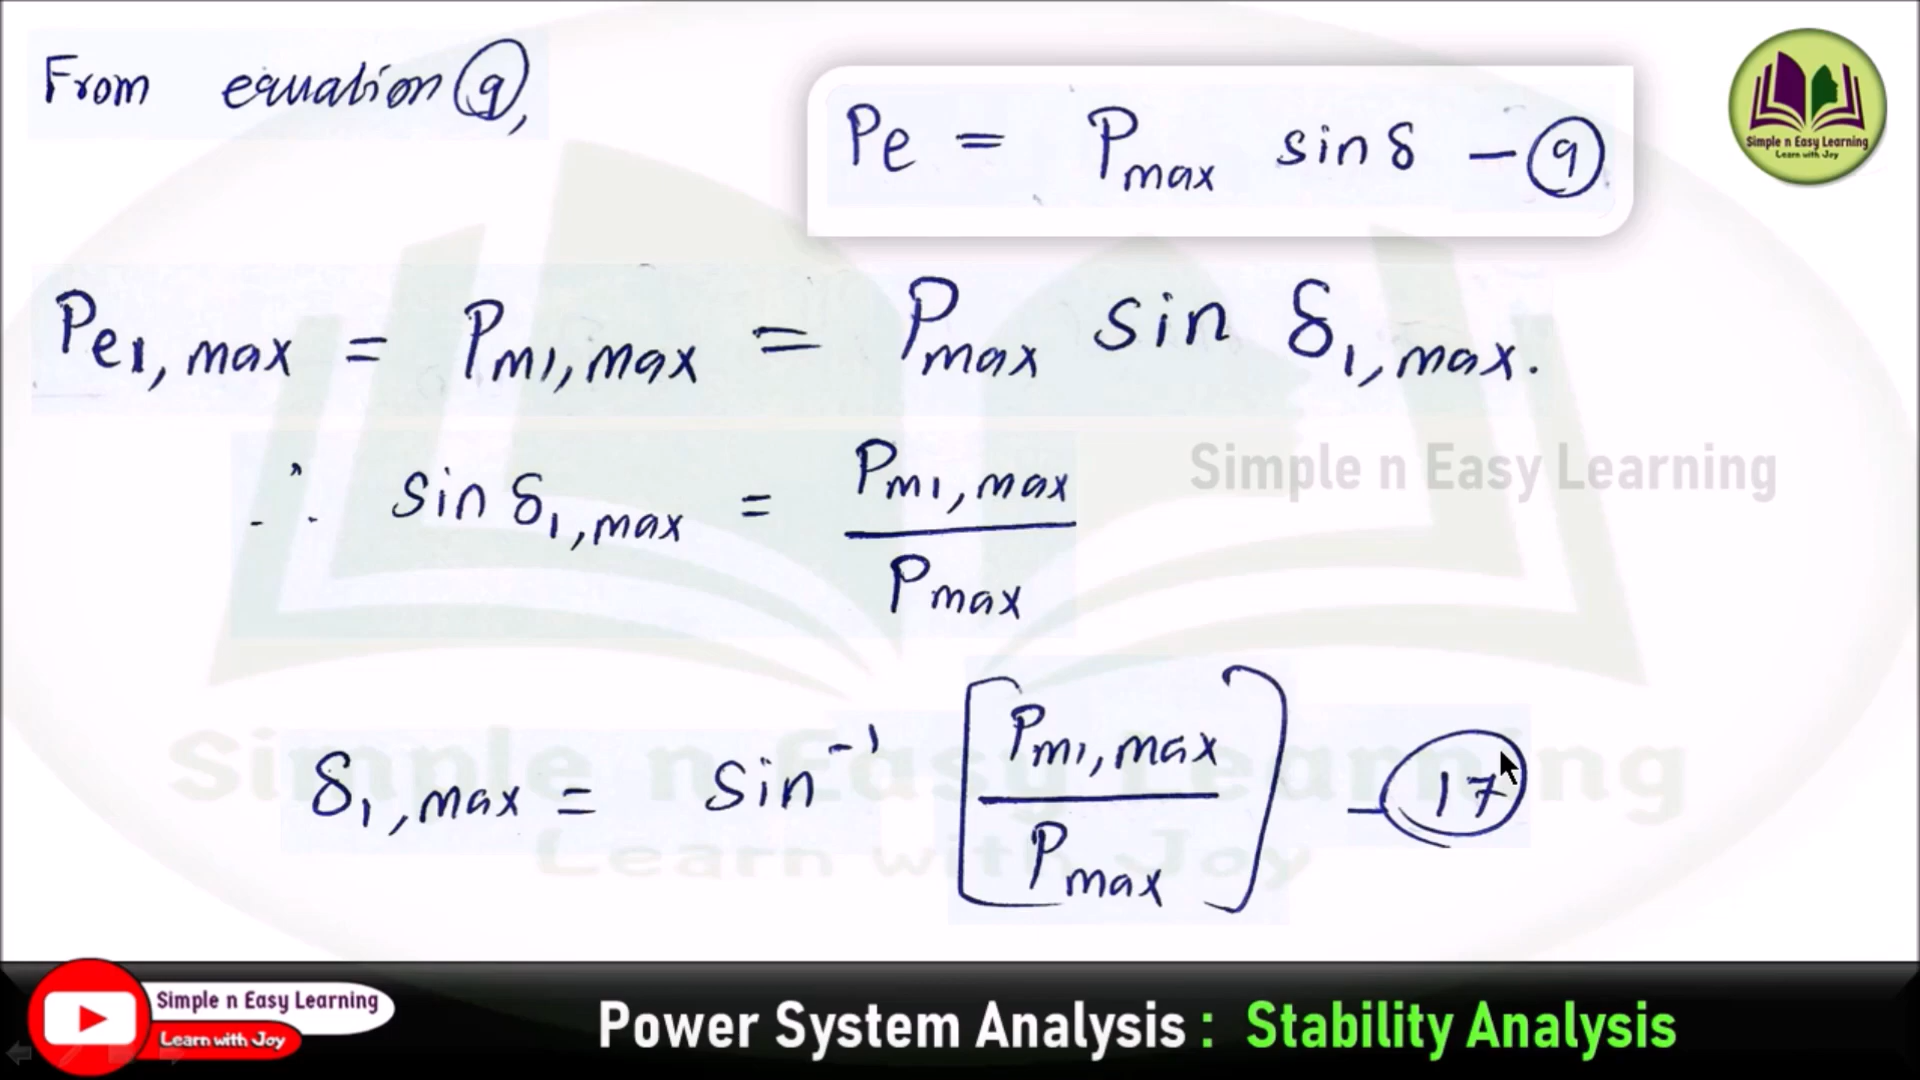 From equation ⑨,
Pe = Pmax sin δ – ⑨
Simple n Easy Learning
Learn with Joy
Pe1,max = Pm1,max = Pmax sin δ1,max.
∴ sin δ1,max = Pm1,max / Pmax
Simple n Easy Learning
δ1,max = sin⁻¹ [Pm1,max / Pmax] – ⑰
Simple n Easy Learning
Learn with Joy
Simple n Easy Learning
Learn with Joy
Power System Analysis : Stability Analysis